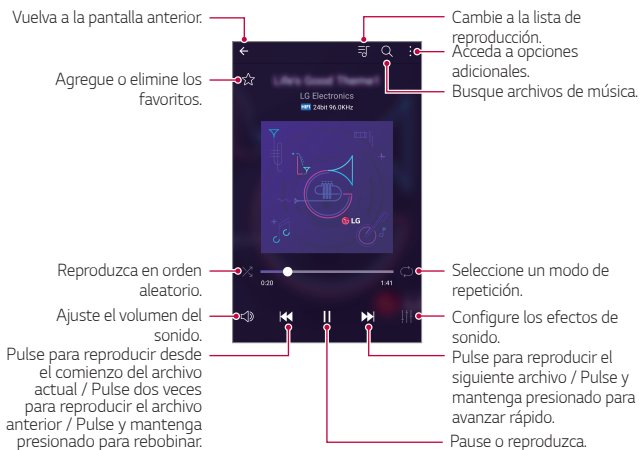 Vuelva a la pantalla anterior.
Cambie a la lista de
reproducción.
Acceda a opciones
adicionales.
Busque archivos de música.
Agregue o elimine los
favoritos.
Life's Good Theme1
LG Electronics
HIFI 24bit 96.0KHz
LG
Reproduzca en orden
aleatorio.
0:20
1:41
Seleccione un modo de
repetición.
Ajuste el volumen del
sonido.
Configure los efectos de
sonido.
Pulse para reproducir desde
el comienzo del archivo
actual / Pulse dos veces
para reproducir el archivo
anterior / Pulse y mantenga
presionado para rebobinar.
Pulse para reproducir el
siguiente archivo / Pulse y
mantenga presionado para
avanzar rápido.
Pause o reproduzca.